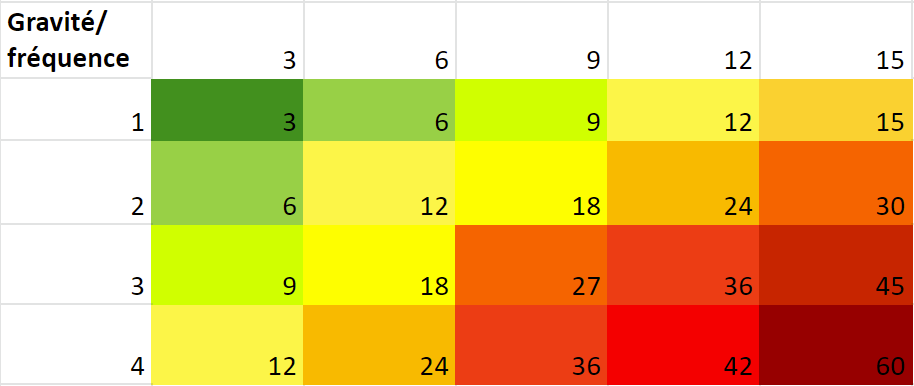 Gravité/
fréquence 3 6 9 12 15
1 3 6 9 12 15
2 6 12 18 24 30
3 9 18 27 36 45
4 12 24 36 42 60